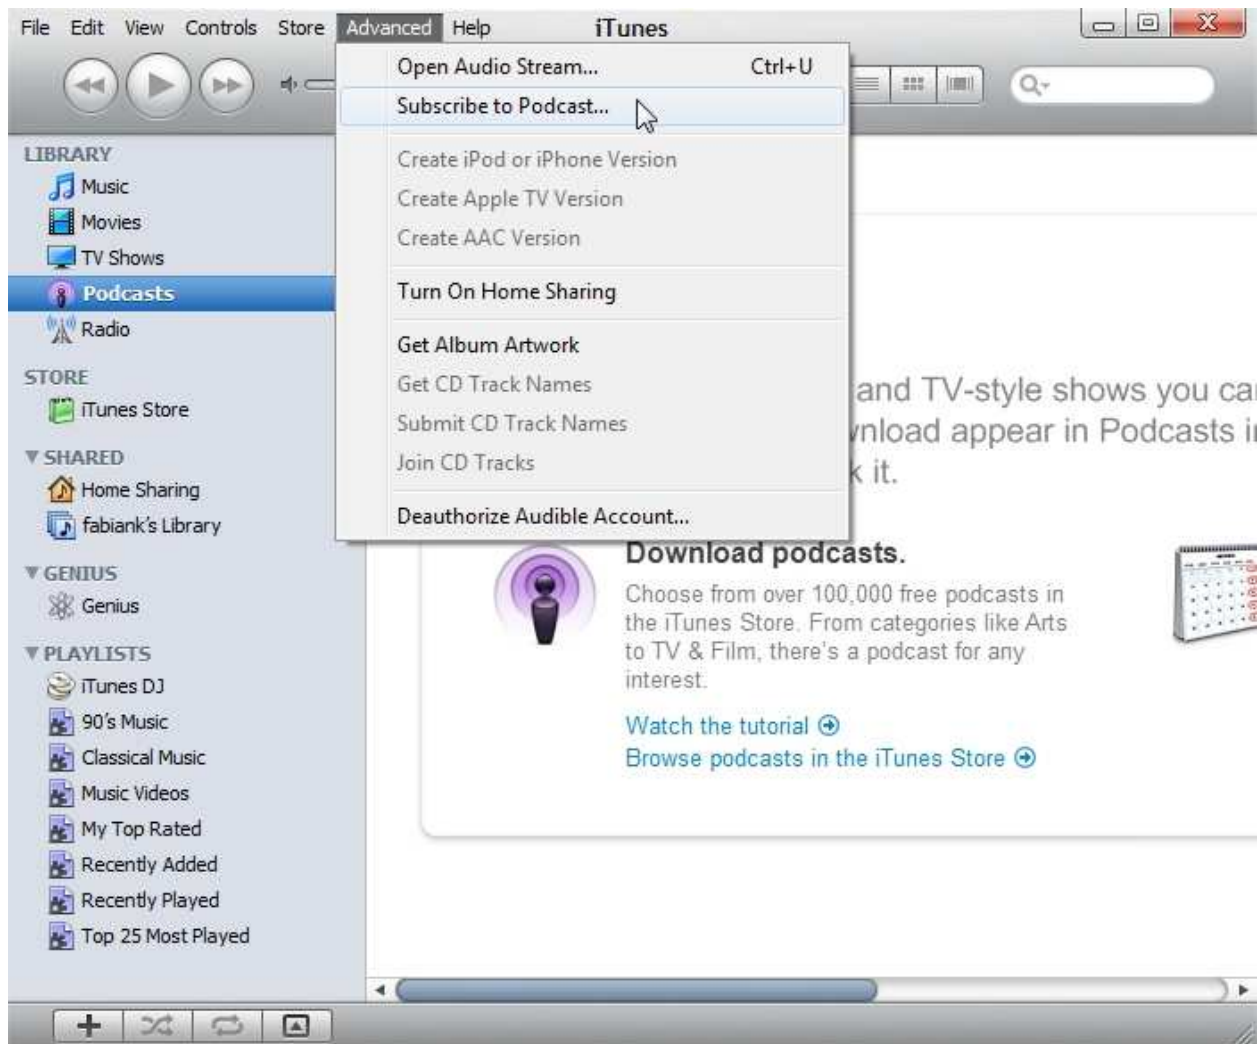 File Edit View Controls Store Advanced Help iTunes
Open Audio Stream... Ctrl+U
Subscribe to Podcast...
Create iPod or iPhone Version
Create Apple TV Version
Create AAC Version
Turn On Home Sharing
Get Album Artwork
Get CD Track Names
Submit CD Track Names
Join CD Tracks
Deauthorize Audible Account...
LIBRARY
Music
Movies
TV Shows
Podcasts
Radio
STORE
iTunes Store
SHARED
Home Sharing
fabiank's Library
GENIUS
Genius
PLAYLISTS
iTunes DJ
90's Music
Classical Music
Music Videos
My Top Rated
Recently Added
Recently Played
Top 25 Most Played
and TV-style shows you
appear in Podcasts
it.
Download podcasts.
Choose from over 100,000 free podcasts in
the iTunes Store. From categories like Arts
to TV & Film, there's a podcast for any
interest.
Watch the tutorial
Browse podcasts in the iTunes Store